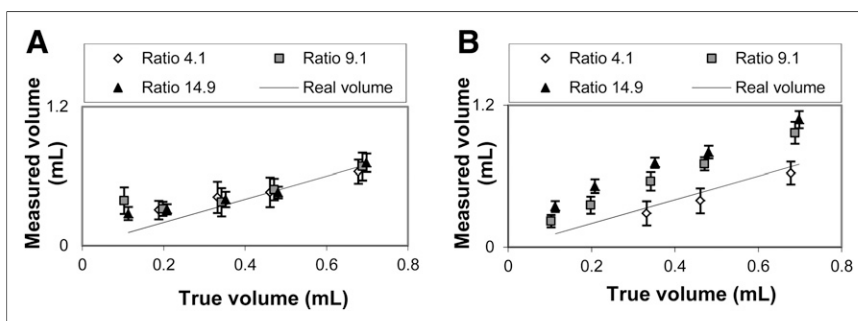 A
Ratio 4.1
Ratio 9.1
Ratio 14.9
Real volume
Measured volume
(mL)
1.2
0
0
0.2
0.4
0.6
0.8
True volume (mL)
B
Ratio 4.1
Ratio 9.1
Ratio 14.9
Real volume
Measured volume
(mL)
1.2
0
0
0.2
0.4
0.6
0.8
True volume (mL)